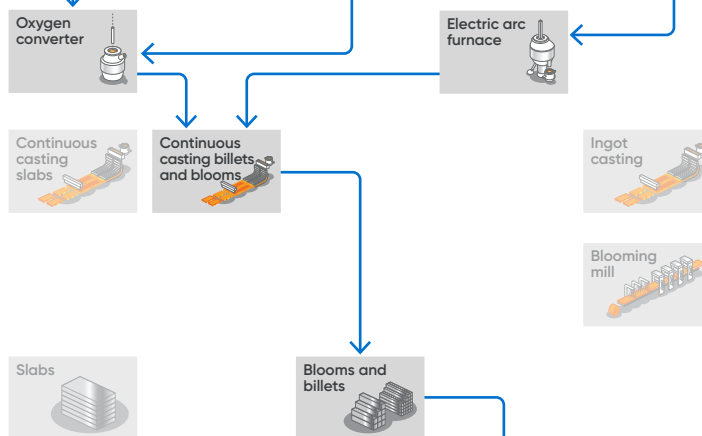 Oxygen
converter
Electric arc
furnace
Continuous
casting
slabs
Continuous
casting billets
and blooms
Ingot
casting
Blooming
mill
Slabs
Blooms and
billets